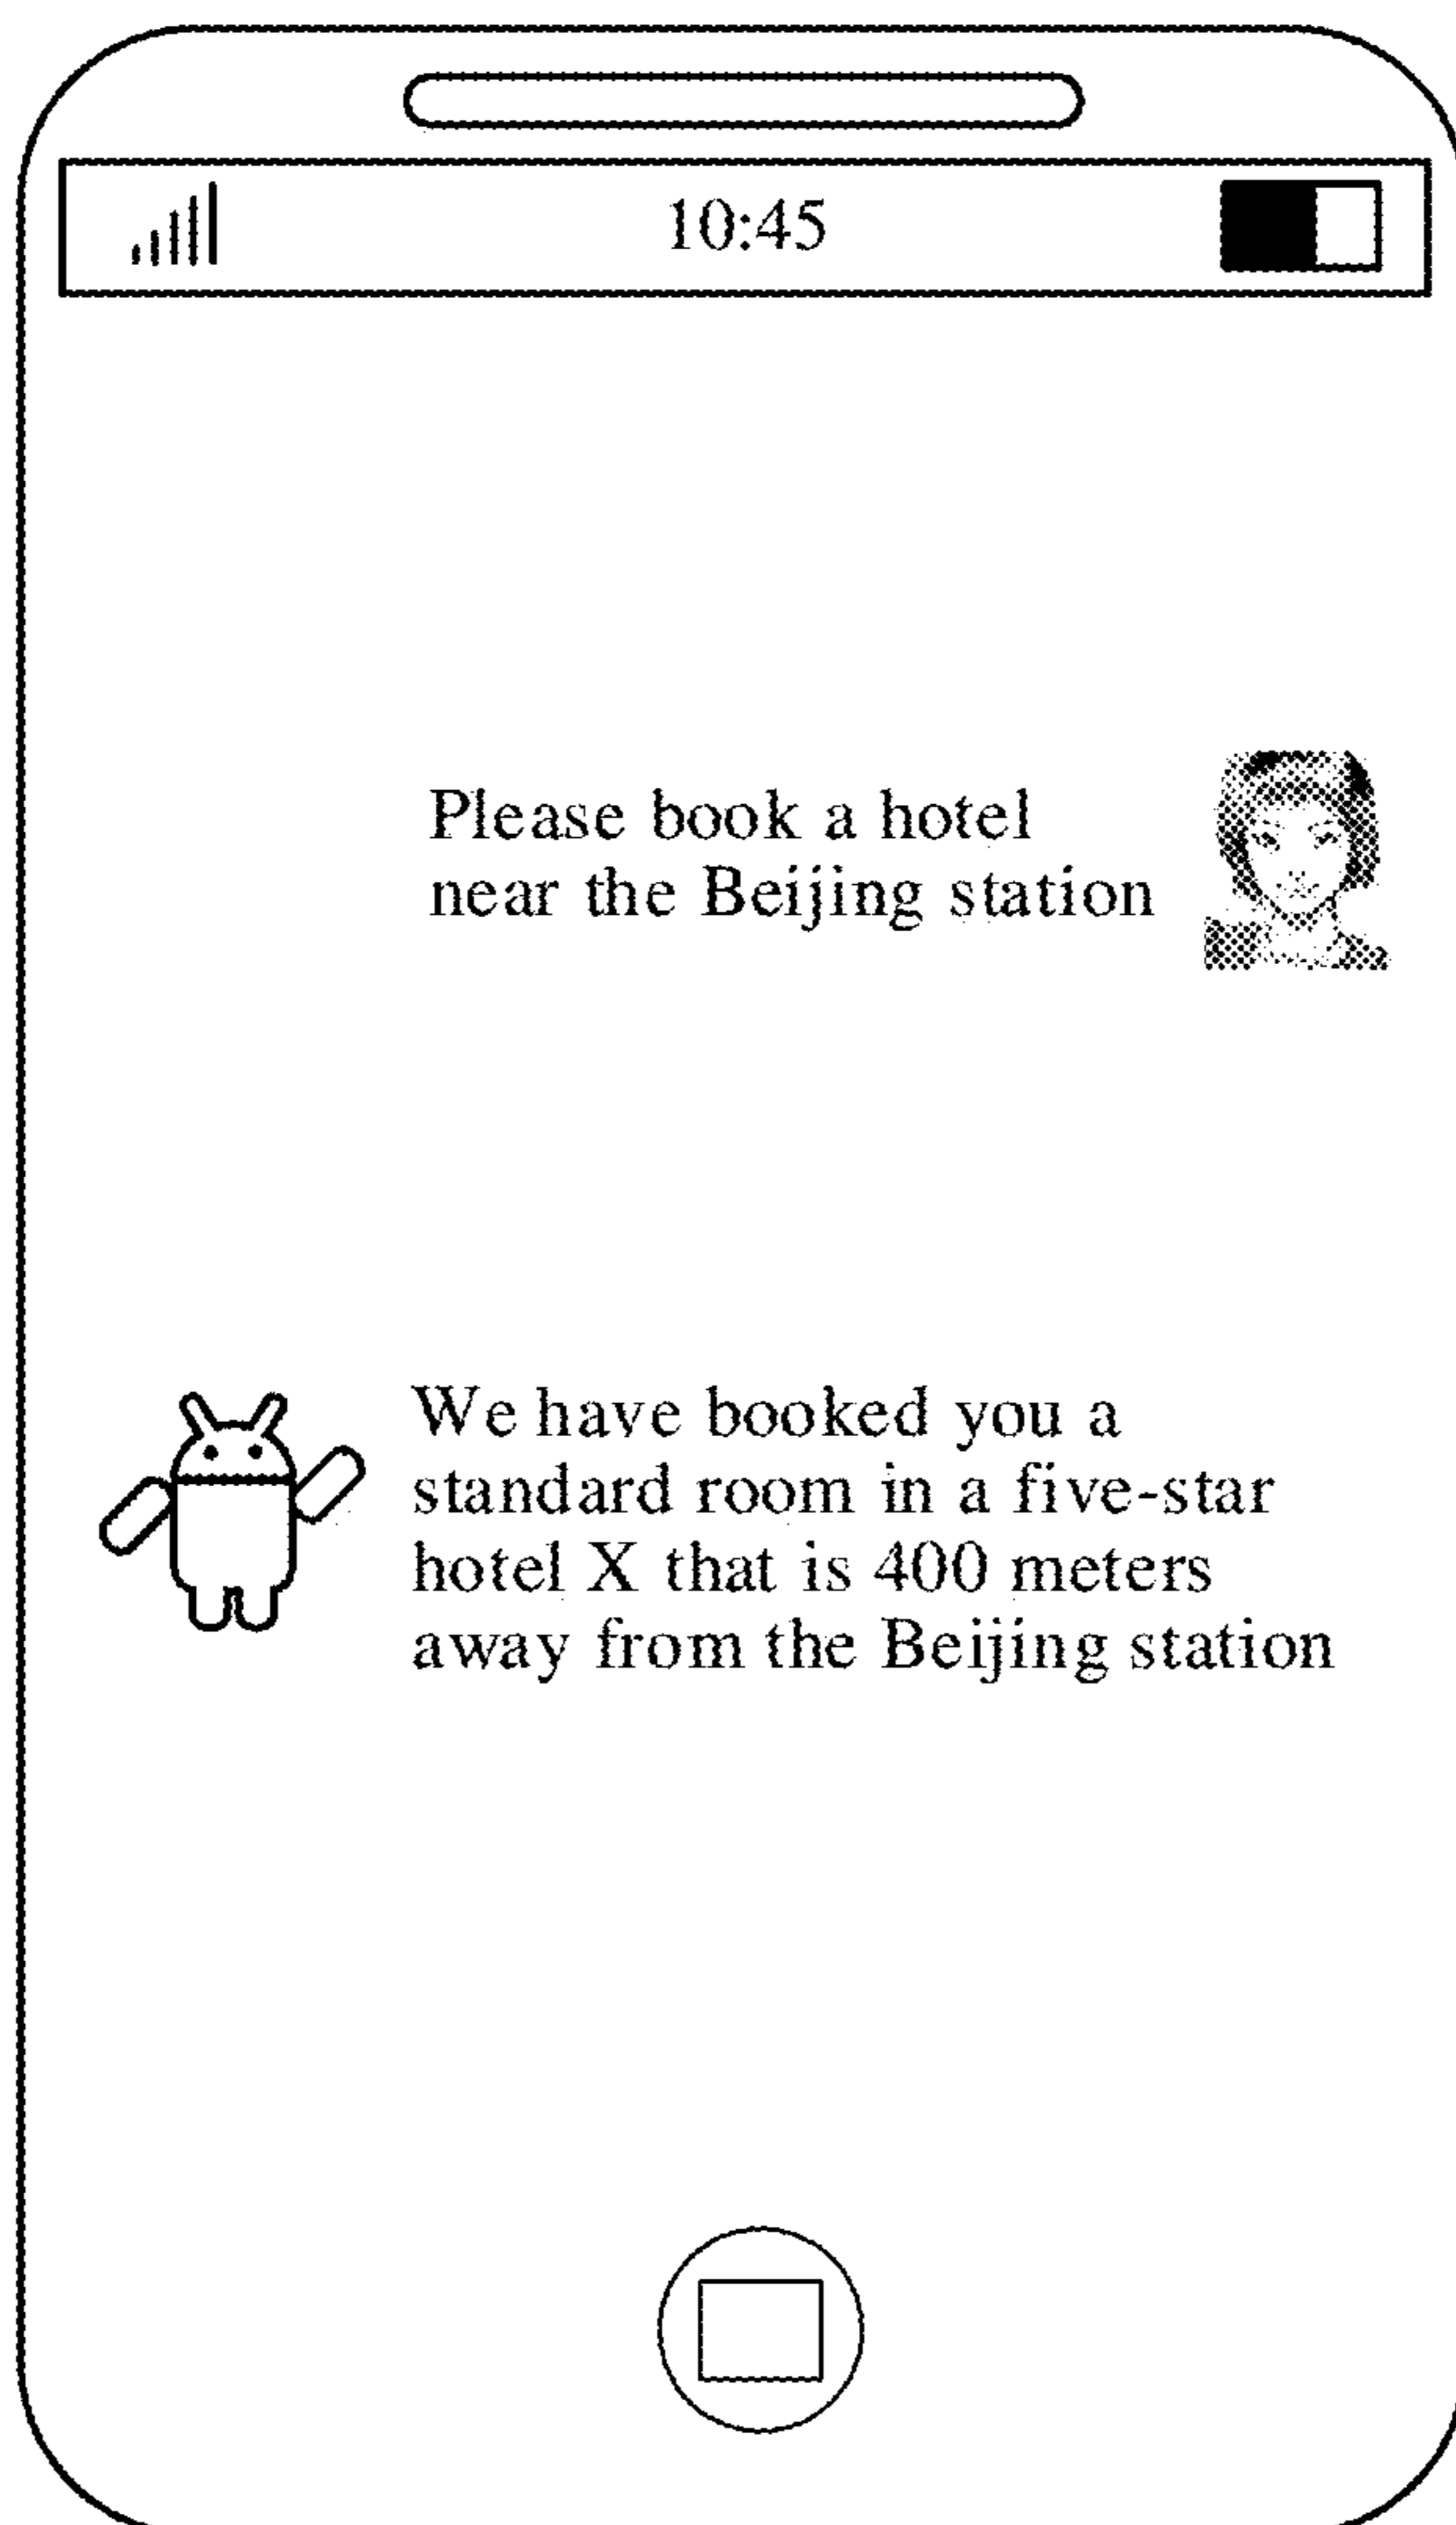 10:45
Please book a hotel
near the Beijing station
We have booked you a
standard room in a five-star
hotel X that is 400 meters
away from the Beijing station